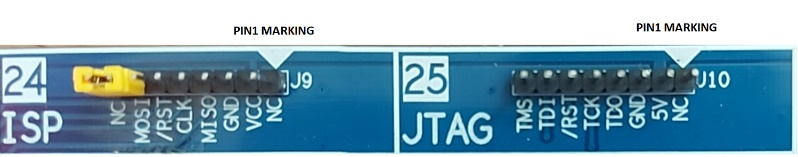 PIN1 MARKING
PIN1 MARKING
24
ISP
NC
MOSI
/RST
CLK
MISO
GND
VCC
NC
J9
25
JTAG
TMS
TDI
/RST
TCK
TDO
GND
5V
NC
J10